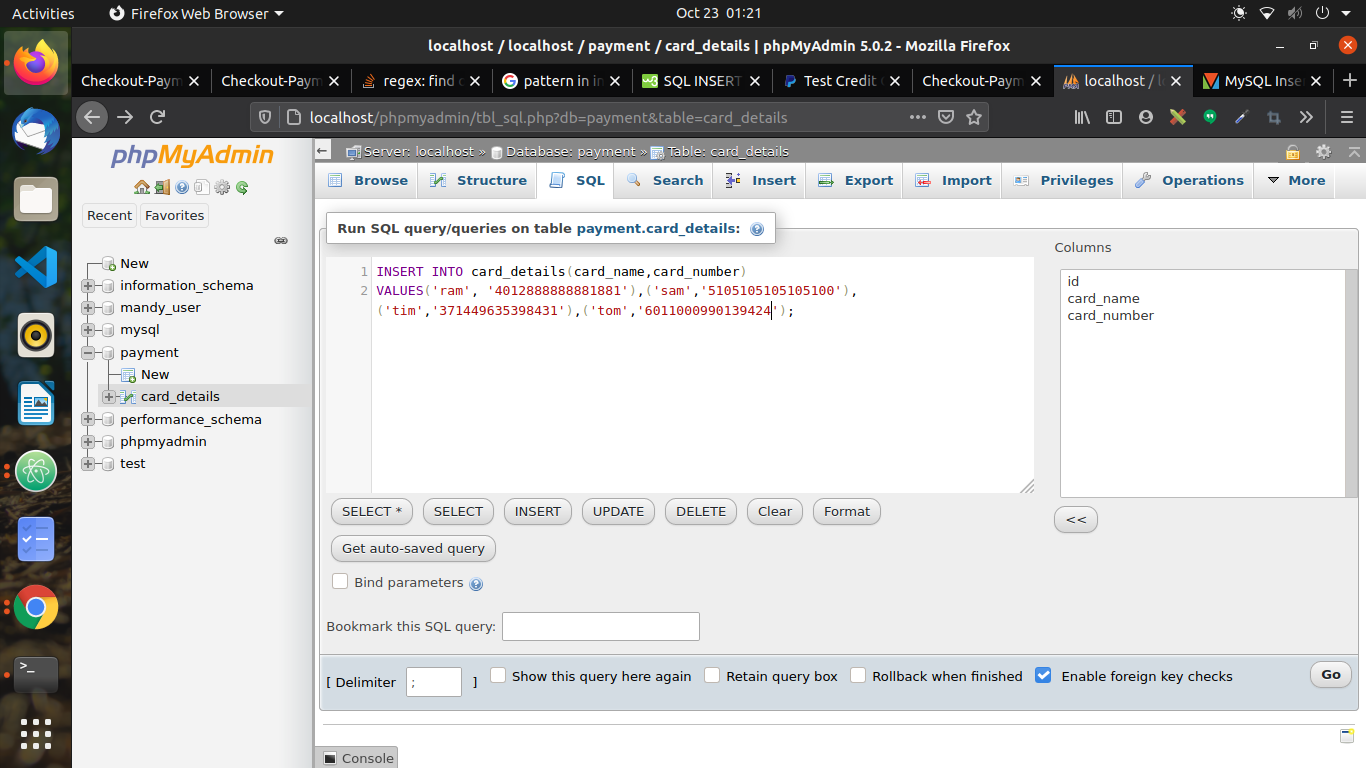 Activities Firefox Web Browser Oct 23 01:21
localhost / localhost / payment / card_details | phpMyAdmin 5.0.2 - Mozilla Firefox
Checkout-Paym Checkout-Paym regex: find Google pattern in in SQL INSERT Test Credit Checkout-Paym localhost / lo MySQL Inse
localhost/phpmyadmin/tbl_sql.php?db=payment&table=card_details
phpMyAdmin
Recent Favorites
New
information_schema
mandy_user
mysql
payment
New
card_details
performance_schema
phpmyadmin
test
Server: localhost » Database: payment » Table: card_details
Browse Structure SQL Search Insert Export Import Privileges Operations More
Run SQL query/queries on table payment.card_details:
1 INSERT INTO card_details(card_name,card_number)
2 VALUES('ram', '4012888888881881'),('sam','5105105105105100'),
('tim','371449635398431'),('tom','6011000990139424');
Columns
id
card_name
card_number
<<
SELECT * SELECT INSERT UPDATE DELETE Clear Format
Get auto-saved query
Bind parameters
Bookmark this SQL query:
[ Delimiter ; ] Show this query here again Retain query box Rollback when finished Enable foreign key checks Go
Console